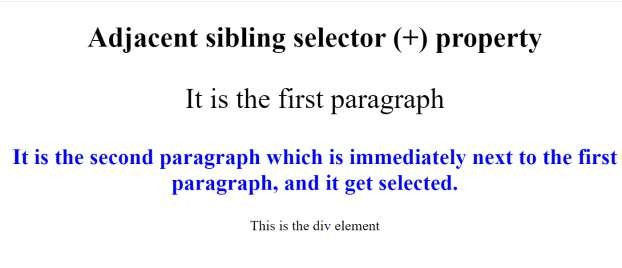 Adjacent sibling selector (+) property
It is the first paragraph
It is the second paragraph which is immediately next to the first
paragraph, and it get selected.
This is the div element